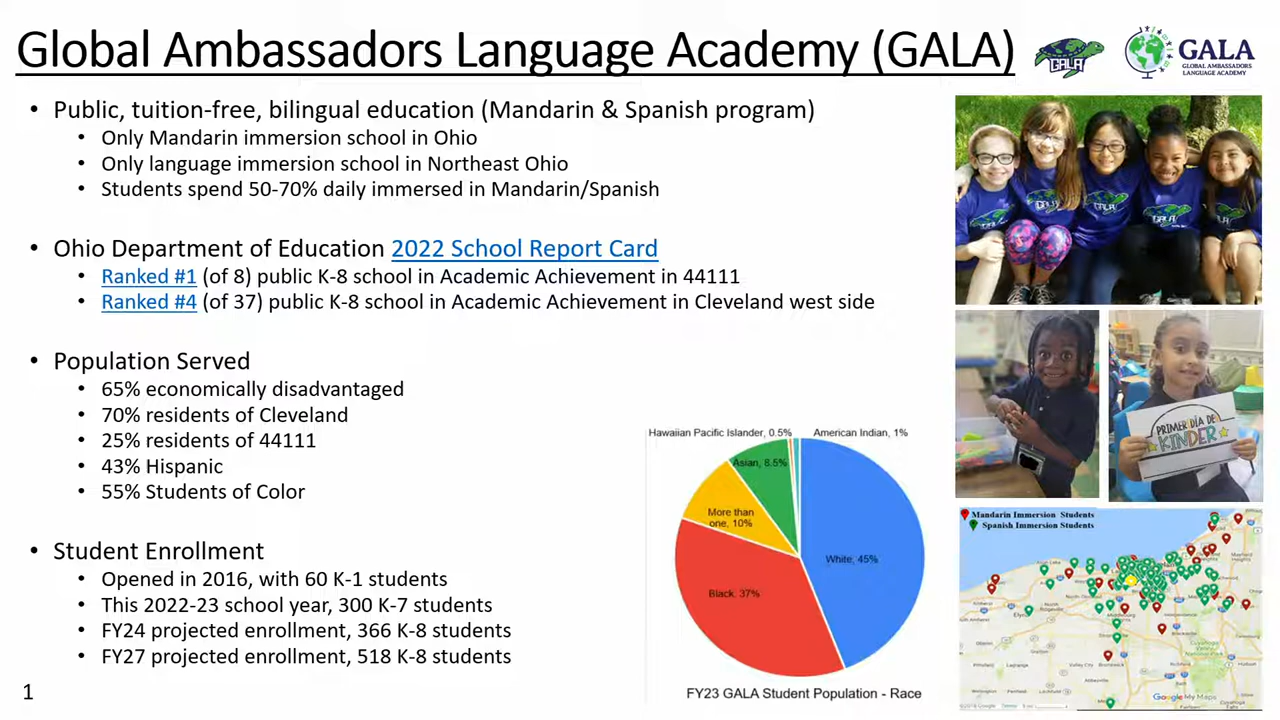 Global Ambassadors Language Academy (GALA)
GALA
GALA
GLOBAL AMBASSADORS
LANGUAGE ACADEMY
• Public, tuition-free, bilingual education (Mandarin & Spanish program)
• Only Mandarin immersion school in Ohio
• Only language immersion school in Northeast Ohio
• Students spend 50-70% daily immersed in Mandarin/Spanish
• Ohio Department of Education 2022 School Report Card
• Ranked #1 (of 8) public K-8 school in Academic Achievement in 44111
• Ranked #4 (of 37) public K-8 school in Academic Achievement in Cleveland west side
• Population Served
• 65% economically disadvantaged
• 70% residents of Cleveland
• 25% residents of 44111
• 43% Hispanic
• 55% Students of Color
• Student Enrollment
• Opened in 2016, with 60 K-1 students
• This 2022-23 school year, 300 K-7 students
• FY24 projected enrollment, 366 K-8 students
• FY27 projected enrollment, 518 K-8 students
1
Hawaiian Pacific Islander, 0.5%
American Indian, 1%
Asian, 8.5%
More than
one, 10%
White, 45%
Black, 37%
FY23 GALA Student Population - Race
PRIMER DÍA DE
KINDER
Mandarin Immersion Students
Spanish Immersion Students
Google My Maps